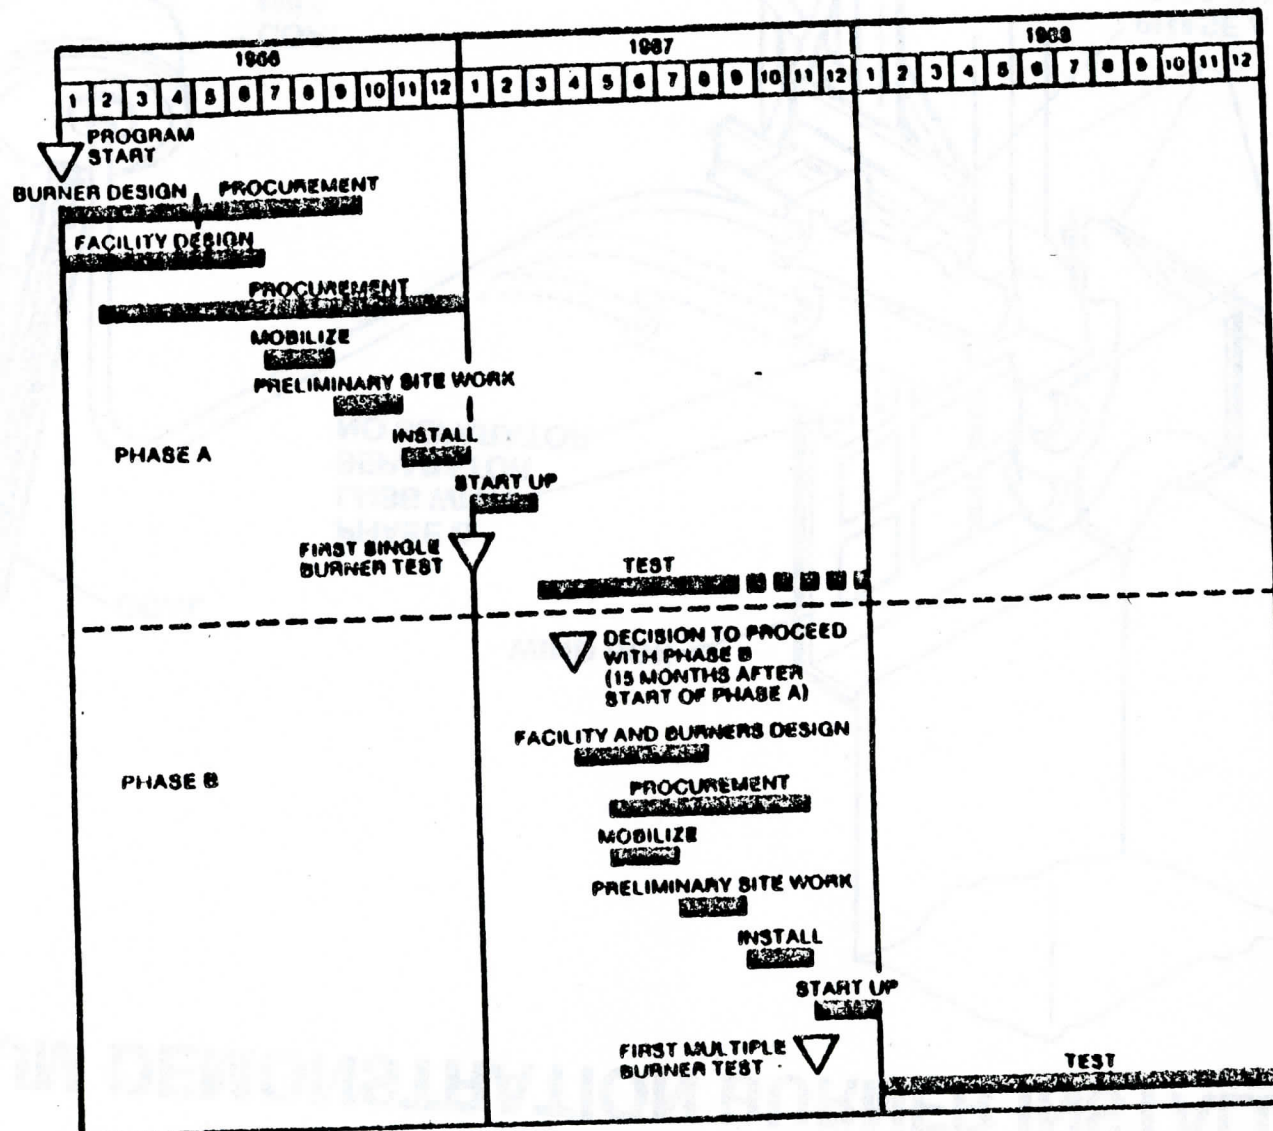 1986 1987 1988
1 2 3 4 5 6 7 8 9 10 11 12 1 2 3 4 5 6 7 8 9 10 11 12 1 2 3 4 5 6 7 8 9 10 11 12
PROGRAM
START
BURNER DESIGN PROCUREMENT
FACILITY DESIGN
PROCUREMENT
MOBILIZE
PRELIMINARY SITE WORK
INSTALL
PHASE A
START UP
FIRST SINGLE
BURNER TEST
TEST
DECISION TO PROCEED
WITH PHASE B
(15 MONTHS AFTER
START OF PHASE A)
FACILITY AND BURNERS DESIGN
PHASE B
PROCUREMENT
MOBILIZE
PRELIMINARY SITE WORK
INSTALL
START UP
FIRST MULTIPLE
BURNER TEST
TEST